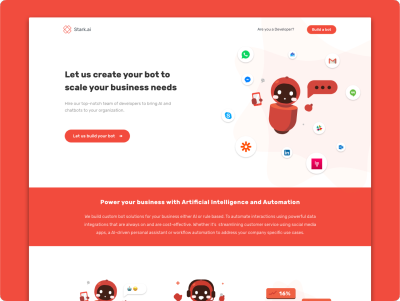 Stark.ai
Are you a Developer?
Build a bot
Let us create your bot to
scale your business needs
Hire our top-notch team of developers to bring AI and
chatbots to your organization.
Let us build your bot
Power your business with Artificial Intelligence and Automation
We build custom bot solutions for your business either AI or rule based. To automate interactions using powerful data
integrations that are always on and are cost-effective. Whether it's streamlining customer service using social media
apps, a AI-driven personal assistant or workflow automation to address your company specific use cases.
16%